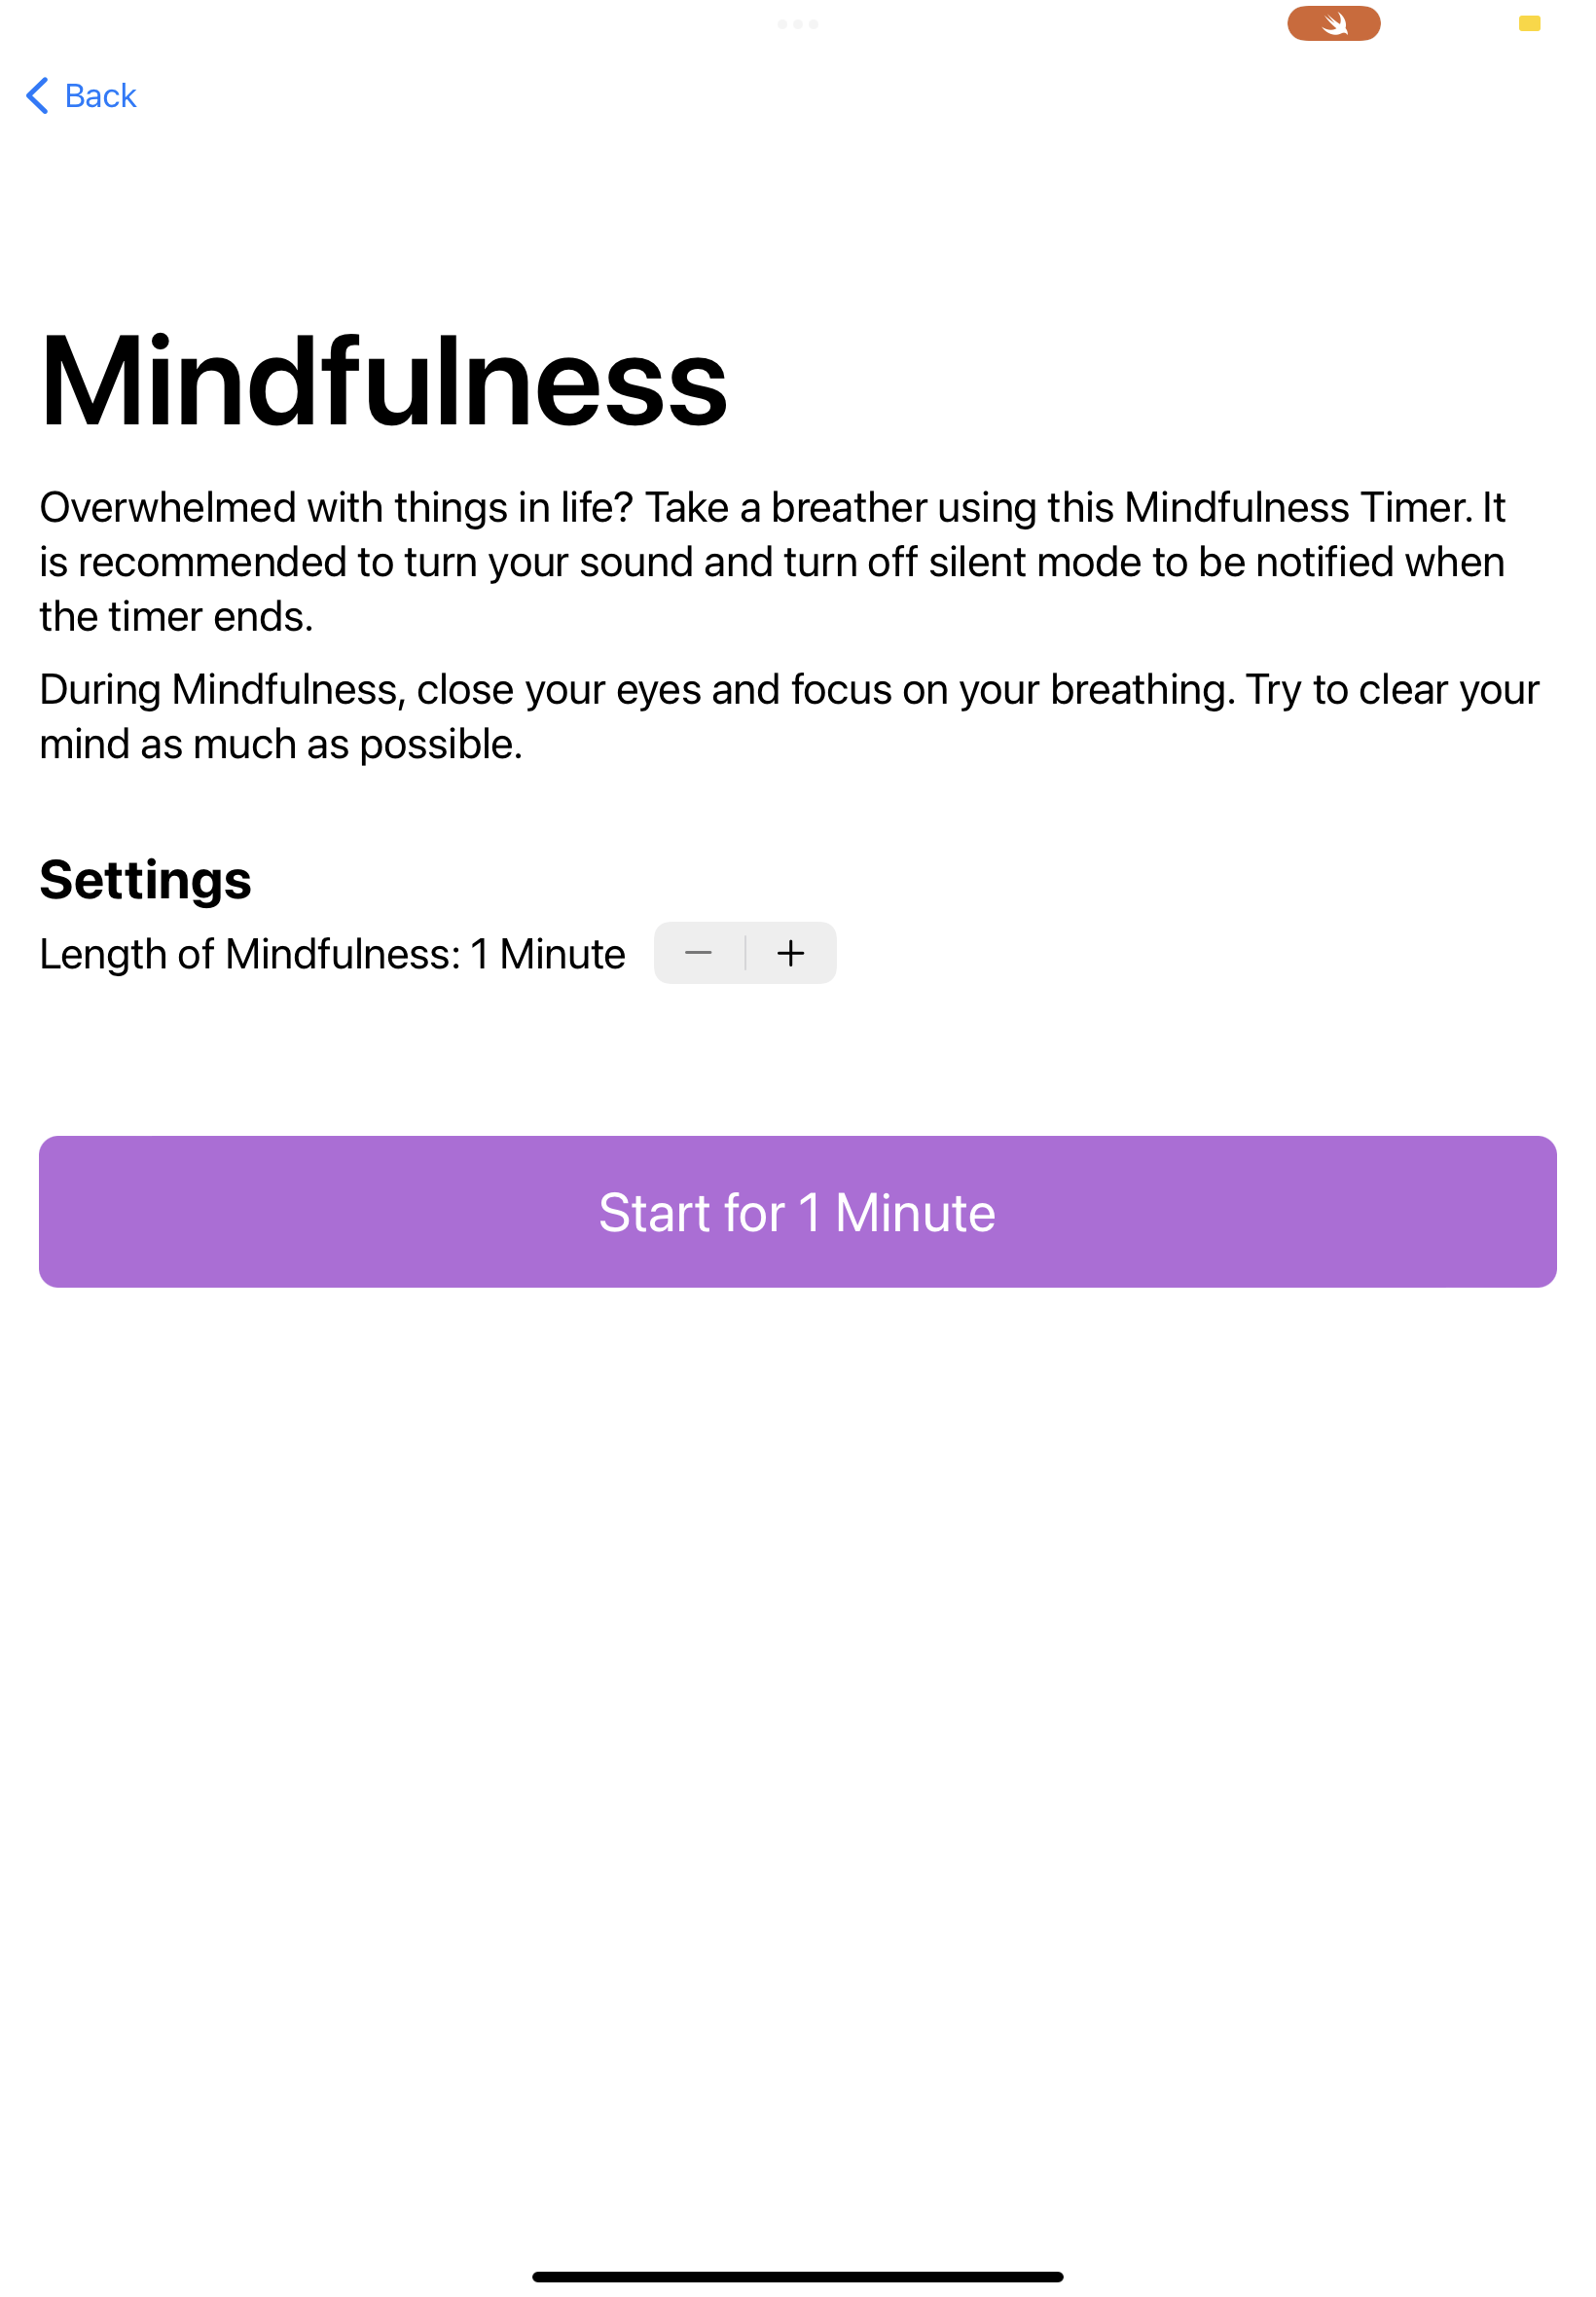 Back
Mindfulness
Overwhelmed with things in life? Take a breather using this Mindfulness Timer. It
is recommended to turn your sound and turn off silent mode to be notified when
the timer ends.
During Mindfulness, close your eyes and focus on your breathing. Try to clear your
mind as much as possible.
Settings
Length of Mindfulness: 1 Minute
Start for 1 Minute